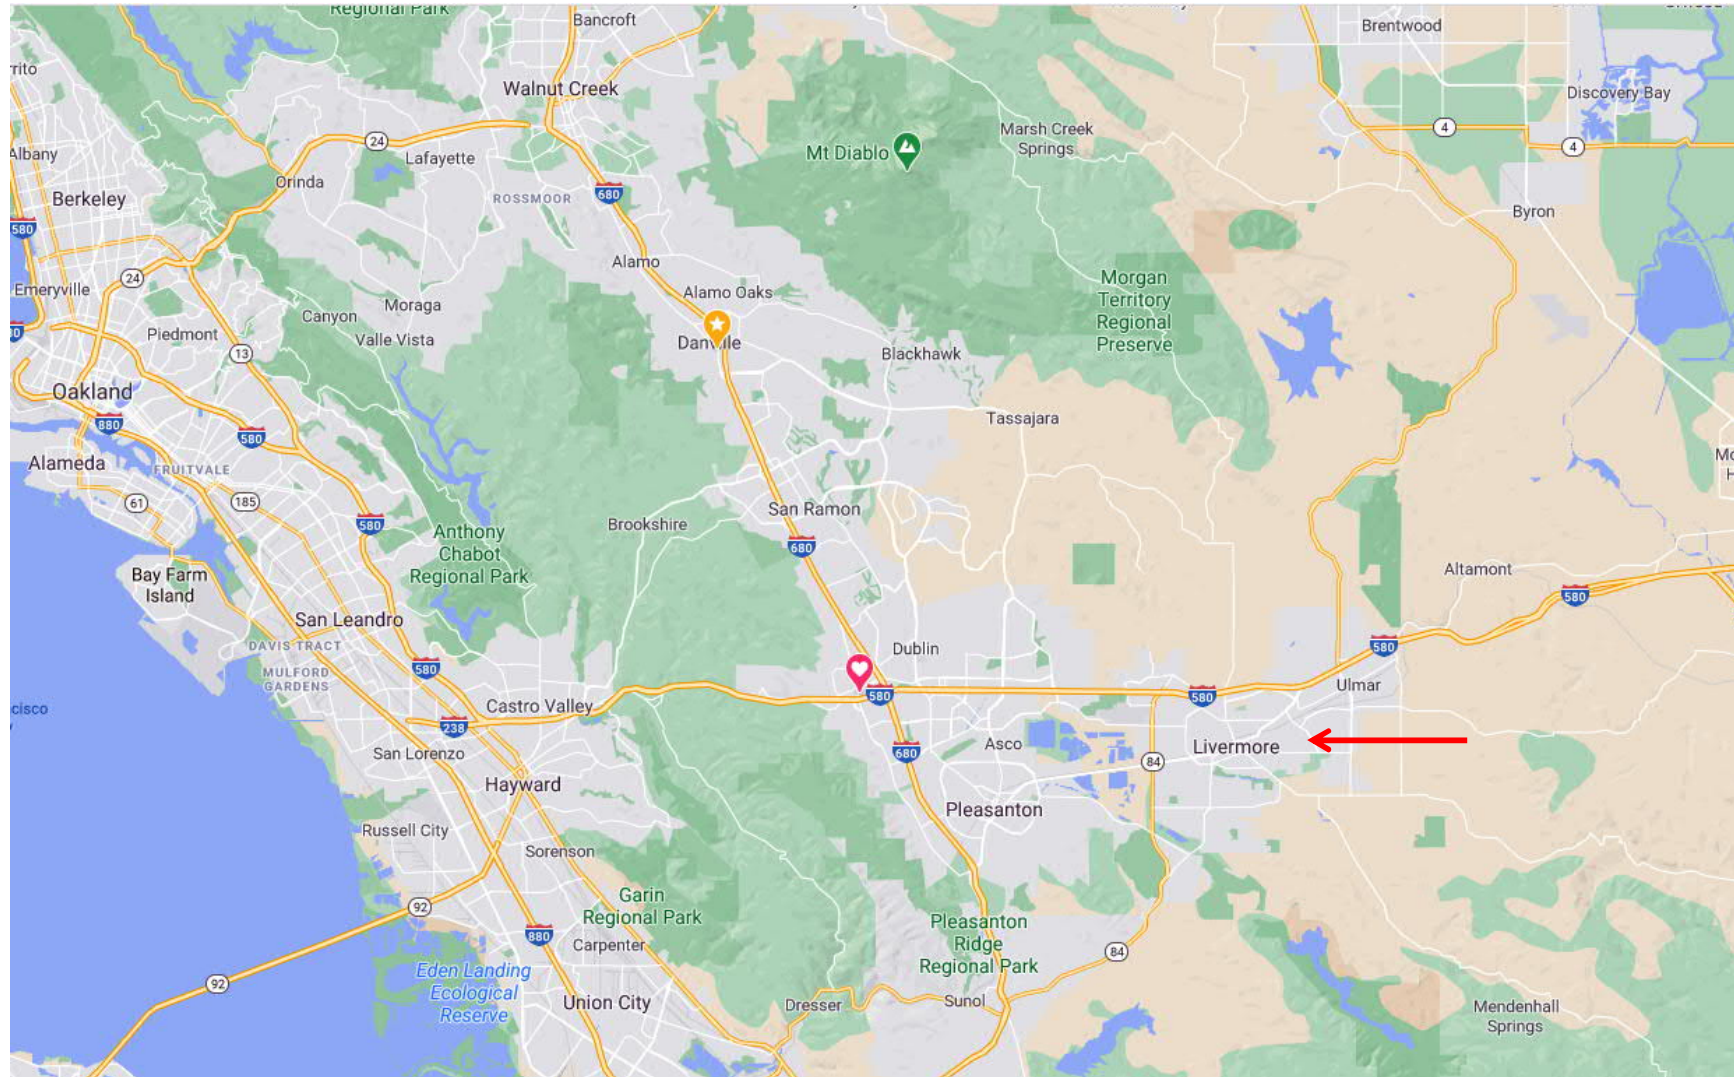 Regional Park
Bancroft
Brentwood
rrito
Walnut Creek
Discovery Bay
24
Lafayette
Mt Diablo
Marsh Creek
Springs
4
4
Albany
Orinda
Berkeley
ROSSMOOR
680
Byron
580
Alamo
24
Emeryville
Moraga
Alamo Oaks
Morgan
Territory
Regional
Preserve
Canyon
Piedmont
Valle Vista
Danville
Blackhawk
13
Oakland
880
580
Tassajara
Alameda
FRUITVALE
61
185
San Ramon
580
Brookshire
Anthony
Chabot
Regional Park
680
Bay Farm
Island
Altamont
580
San Leandro
DAVIS TRACT
Dublin
580
MULFORD
GARDENS
580
580
580
Ulmar
cisco
Castro Valley
238
San Lorenzo
680
Asco
Livermore
84
Hayward
Pleasanton
Russell City
Sorenson
92
Garin
Regional Park
Pleasanton
Ridge
Regional Park
880
Carpenter
84
92
Eden Landing
Ecological
Reserve
Union City
Dresser
Sunol
Mendenhall
Springs